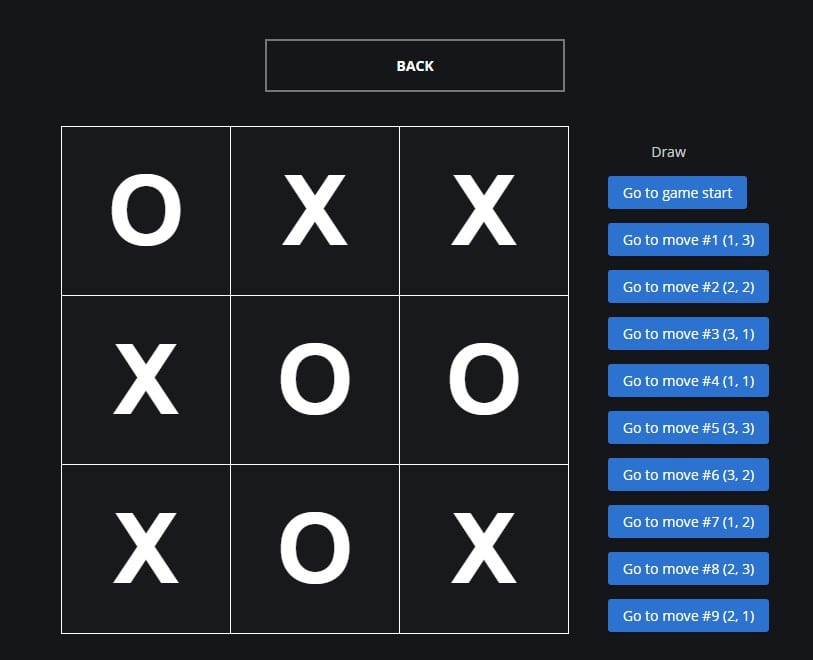 BACK
Draw
O X X
X O O
X O X
Go to game start
Go to move #1 (1, 3)
Go to move #2 (2, 2)
Go to move #3 (3, 1)
Go to move #4 (1, 1)
Go to move #5 (3, 3)
Go to move #6 (3, 2)
Go to move #7 (1, 2)
Go to move #8 (2, 3)
Go to move #9 (2, 1)